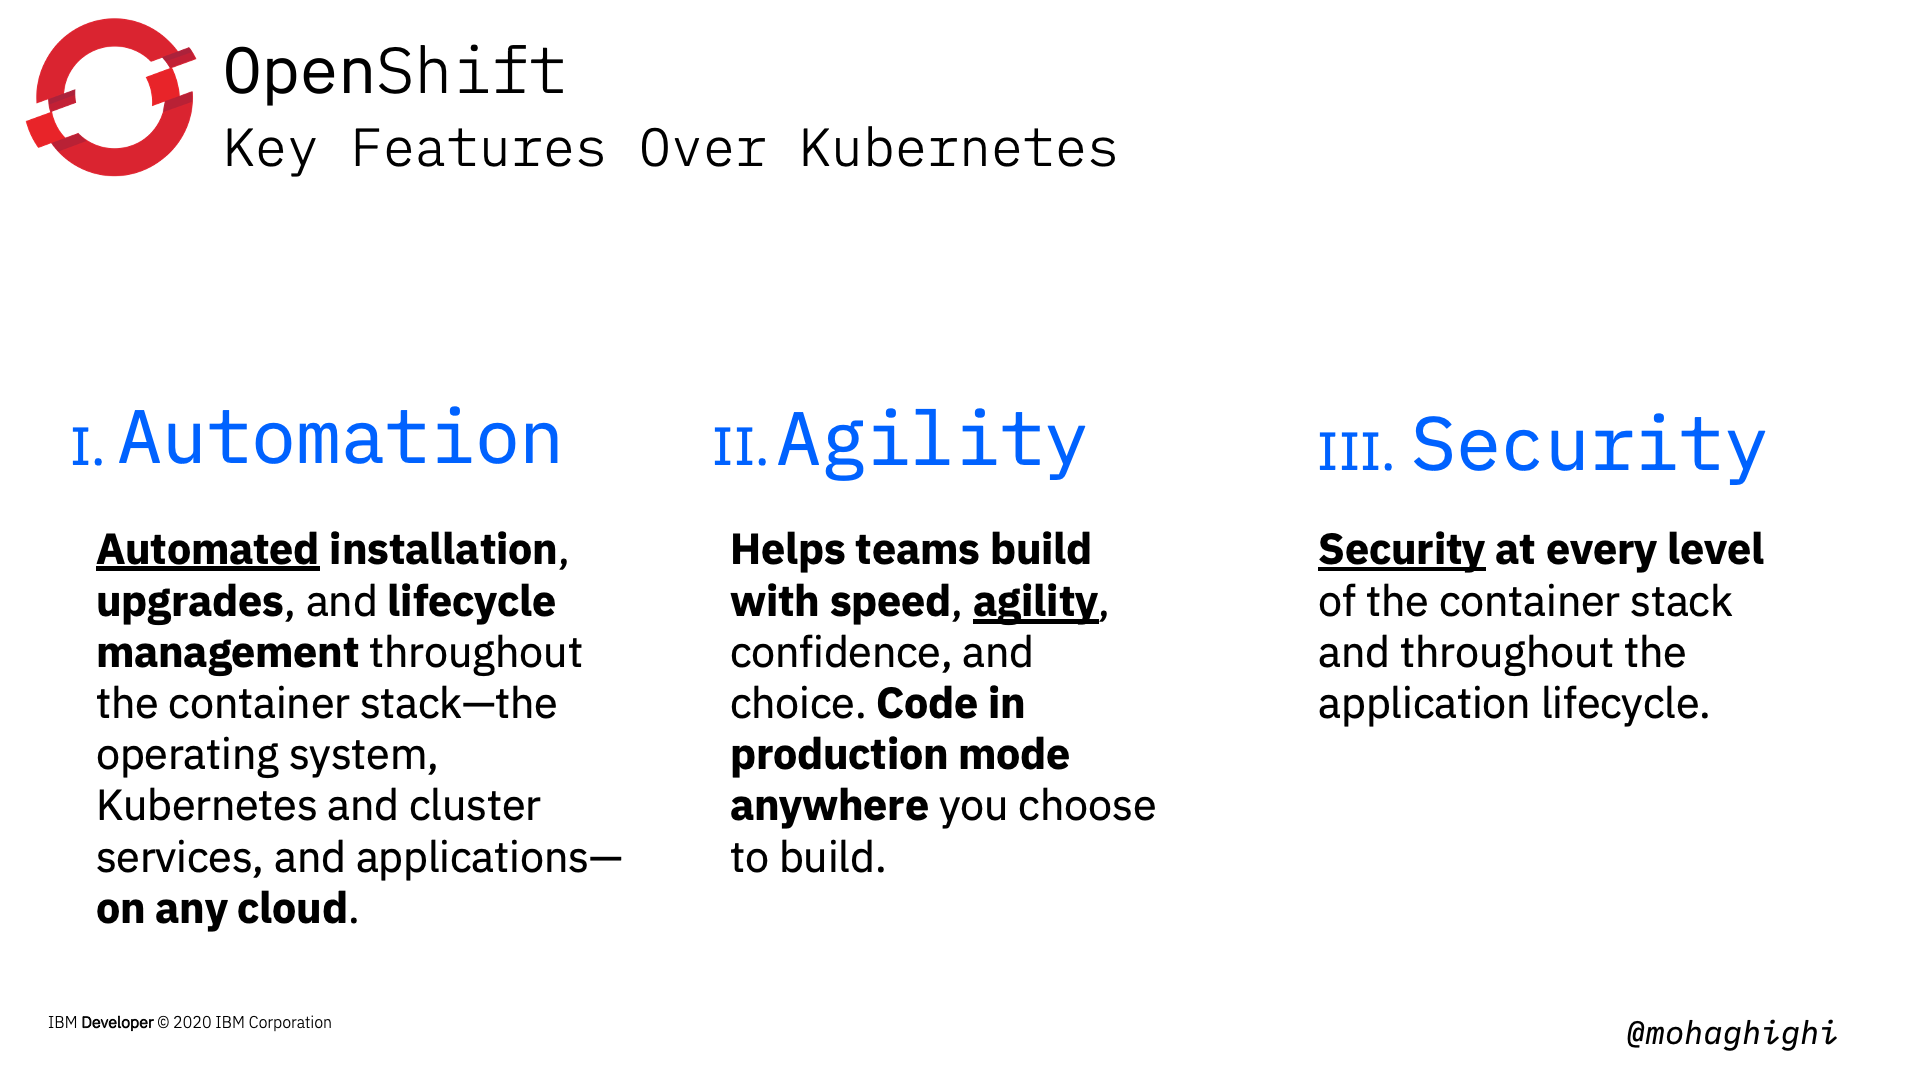 OpenShift
Key Features Over Kubernetes
I. Automation
Automated installation,
upgrades, and lifecycle
management throughout
the container stack—the
operating system,
Kubernetes and cluster
services, and applications—
on any cloud.
II. Agility
Helps teams build
with speed, agility,
confidence, and
choice. Code in
production mode
anywhere you choose
to build.
III. Security
Security at every level
of the container stack
and throughout the
application lifecycle.
IBM Developer © 2020 IBM Corporation
@mohaghighi